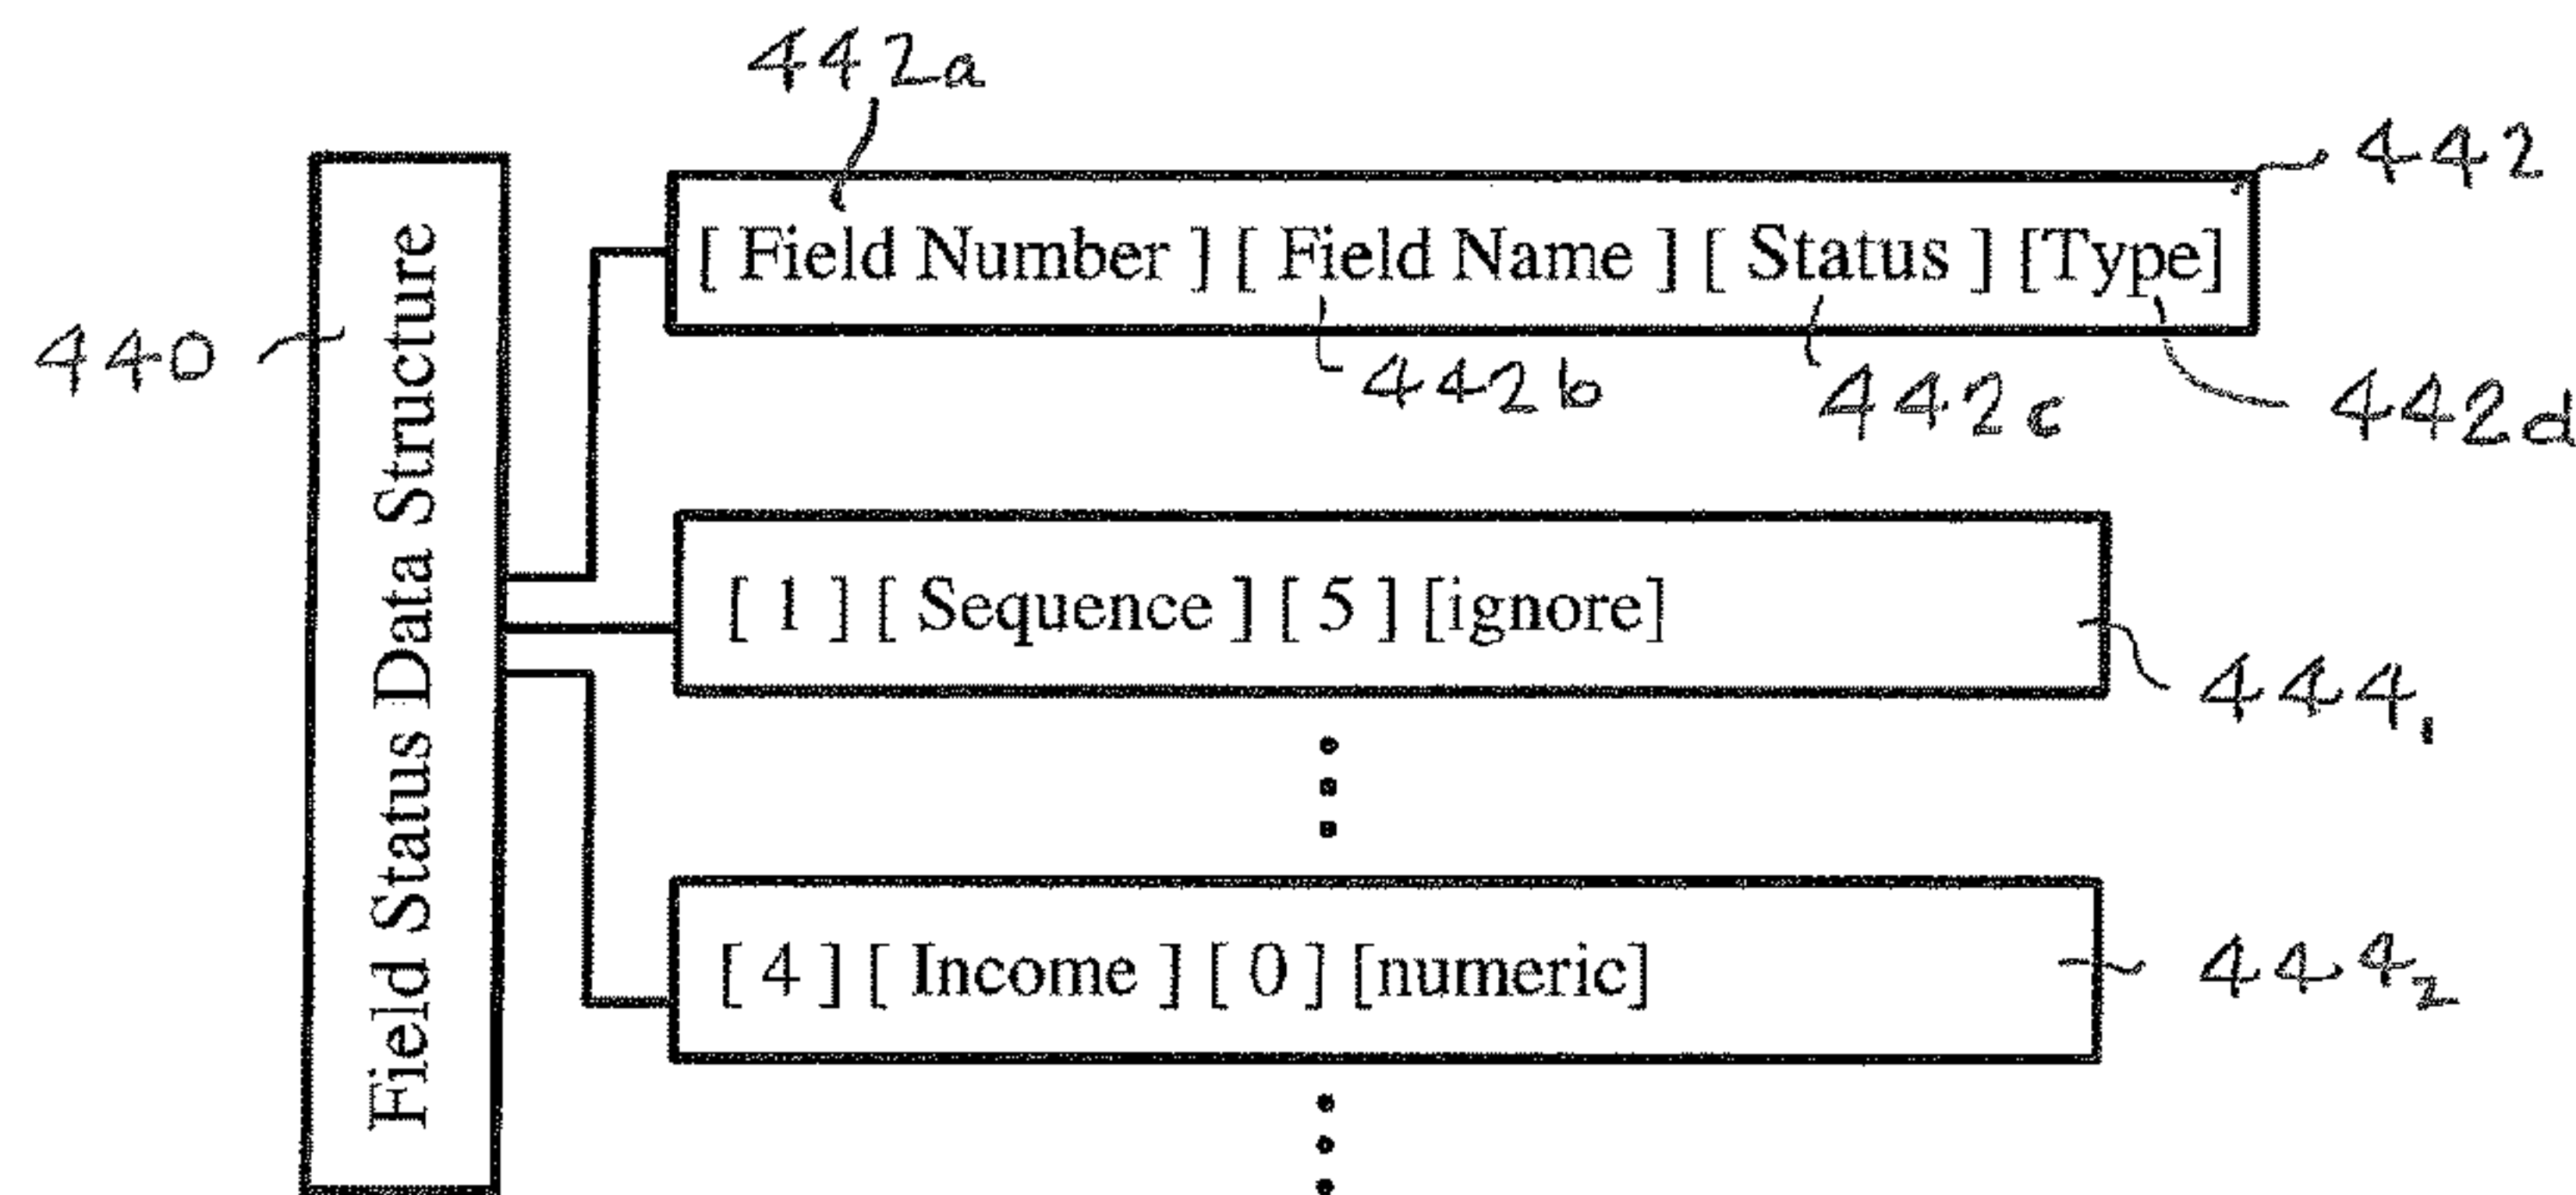 442a
442
[ Field Number ] [ Field Name ] [ Status ] [Type]
440
442b
442c
442d
Field Status Data Structure
[ 1 ] [ Sequence ] [ 5 ] [ignore]
444₁
[ 4 ] [ Income ] [ 0 ] [numeric]
444₂